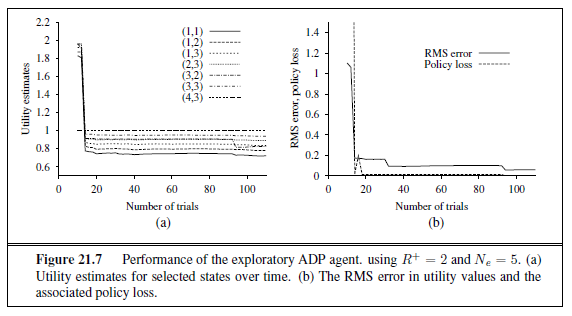 2.2
2
1.8
1.6
1.4
1.2
1
0.8
0.6
Utility estimates
(1,1)
(1,2)
(1,3)
(2,3)
(3,2)
(3,3)
(4,3)
0 20 40 60 80 100
Number of trials
(a)
1.4
1.2
1
0.8
0.6
0.4
0.2
0
RMS error, policy loss
RMS error
Policy loss
0 20 40 60 80 100
Number of trials
(b)
Figure 21.7 Performance of the exploratory ADP agent. using R+ = 2 and Ne = 5. (a)
Utility estimates for selected states over time. (b) The RMS error in utility values and the
associated policy loss.